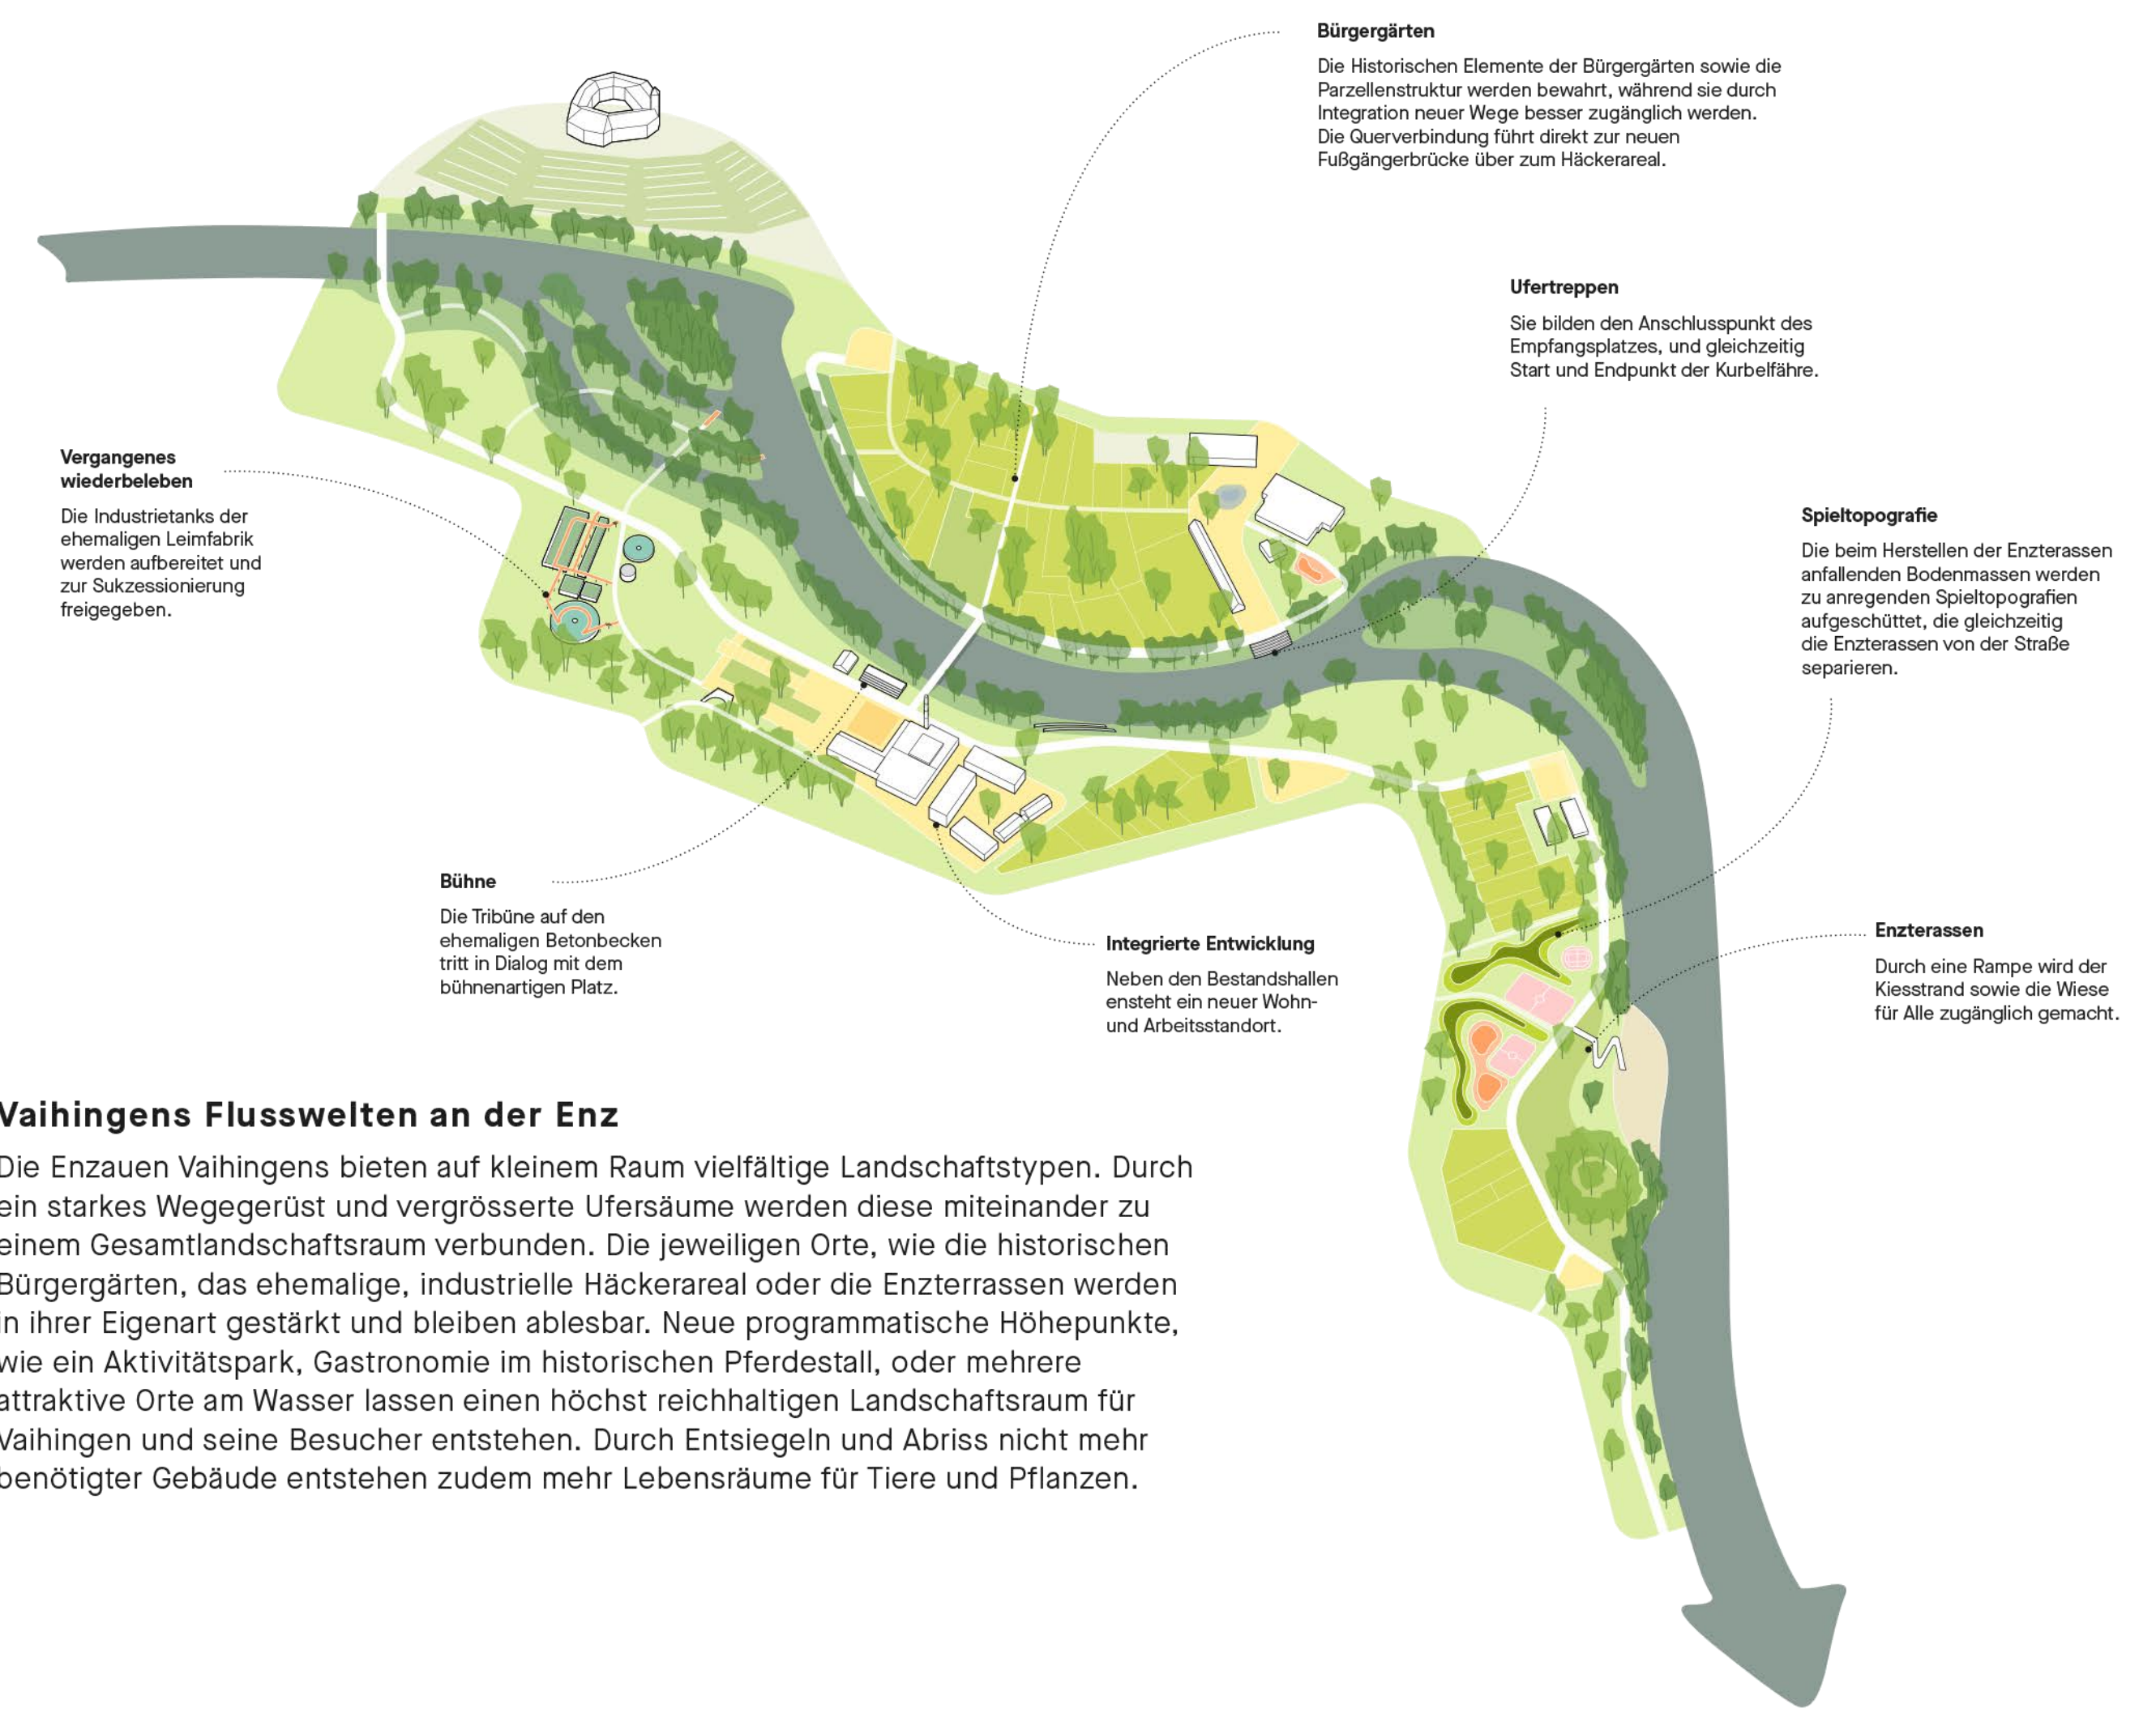 Bürgergärten
Die Historischen Elemente der Bürgergärten sowie die
Parzellenstruktur werden bewahrt, während sie durch
Integration neuer Wege besser zugänglich werden.
Die Querverbindung führt direkt zur neuen
Fußgängerbrücke über zum Häckerareal.
Ufertreppen
Sie bilden den Anschlusspunkt des
Empfangsplatzes, und gleichzeitig
Start und Endpunkt der Kurbelfähre.
Vergangenes
wiederbeleben
Die Industrietanks der
ehemaligen Leimfabrik
werden aufbereitet und
zur Sukzessionierung
freigegeben.
Spieltopografie
Die beim Herstellen der Enzterassen
anfallenden Bodenmassen werden
zu anregenden Spieltopografien
aufgeschüttet, die gleichzeitig
die Enzterassen von der Straße
separieren.
Bühne
Die Tribüne auf den
ehemaligen Betonbecken
tritt in Dialog mit dem
bühnenartigen Platz.
Integrierte Entwicklung
Neben den Bestandshallen
ensteht ein neuer Wohn-
und Arbeitsstandort.
Enzterassen
Durch eine Rampe wird der
Kiesstrand sowie die Wiese
für Alle zugänglich gemacht.
Vaihingens Flusswelten an der Enz
Die Enzauen Vaihingens bieten auf kleinem Raum vielfältige Landschaftstypen. Durch
ein starkes Wegegerüst und vergrösserte Ufersäume werden diese miteinander zu
einem Gesamtlandschaftsraum verbunden. Die jeweiligen Orte, wie die historischen
Bürgergärten, das ehemalige, industrielle Häckerareal oder die Enzterrassen werden
in ihrer Eigenart gestärkt und bleiben ablesbar. Neue programmatische Höhepunkte,
wie ein Aktivitätspark, Gastronomie im historischen Pferdestall, oder mehrere
attraktive Orte am Wasser lassen einen höchst reichhaltigen Landschaftsraum für
Vaihingen und seine Besucher entstehen. Durch Entsiegeln und Abriss nicht mehr
benötigter Gebäude entstehen zudem mehr Lebensräume für Tiere und Pflanzen.